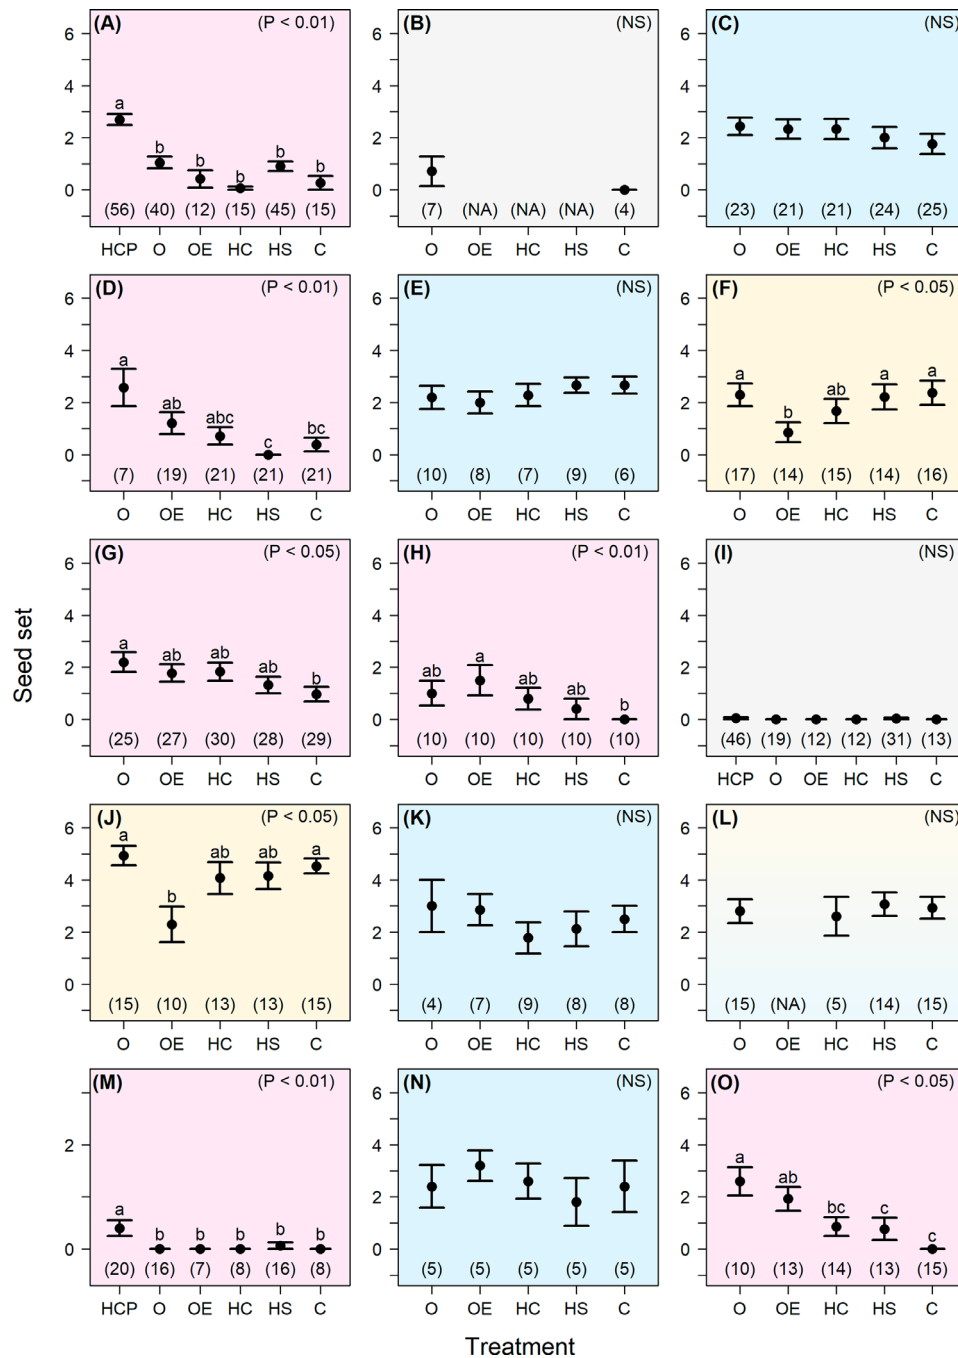 (A) (P < 0.01)
6
4
2
0
a
b
b
b
b
b
(56) (40) (12) (15) (45) (15)
HCP O OE HC HS C
(B) (NS)
6
4
2
0
(7) (NA) (NA) (NA) (4)
O OE HC HS C
(C) (NS)
6
4
2
0
(23) (21) (21) (24) (25)
O OE HC HS C
(D) (P < 0.01)
6
4
2
0
a
ab
abc
c
bc
(7) (19) (21) (21) (21)
O OE HC HS C
(E) (NS)
6
4
2
0
(10) (8) (7) (9) (6)
O OE HC HS C
(F) (P < 0.05)
6
4
2
0
a
b
ab
a
a
(17) (14) (15) (14) (16)
O OE HC HS C
(G) (P < 0.05)
6
4
2
0
a
ab
ab
ab
b
(25) (27) (30) (28) (29)
O OE HC HS C
(H) (P < 0.01)
6
4
2
0
ab
a
ab
ab
b
(10) (10) (10) (10) (10)
O OE HC HS C
(I) (NS)
6
4
2
0
(46) (19) (12) (12) (31) (13)
HCP O OE HC HS C
(J) (P < 0.05)
6
4
2
0
a
b
ab
ab
a
(15) (10) (13) (13) (15)
O OE HC HS C
(K) (NS)
6
4
2
0
(4) (7) (9) (8) (8)
O OE HC HS C
(L) (NS)
6
4
2
0
(15) (NA) (5) (14) (15)
O OE HC HS C
(M) (P < 0.01)
2
0
a
b
b
b
b
b
(20) (16) (7) (8) (16) (8)
HCP O OE HC HS C
(N) (NS)
6
4
2
0
(5) (5) (5) (5) (5)
O OE HC HS C
(O) (P < 0.05)
6
4
2
0
a
ab
bc
c
c
(10) (13) (14) (13) (15)
O OE HC HS C
Seed set
Treatment